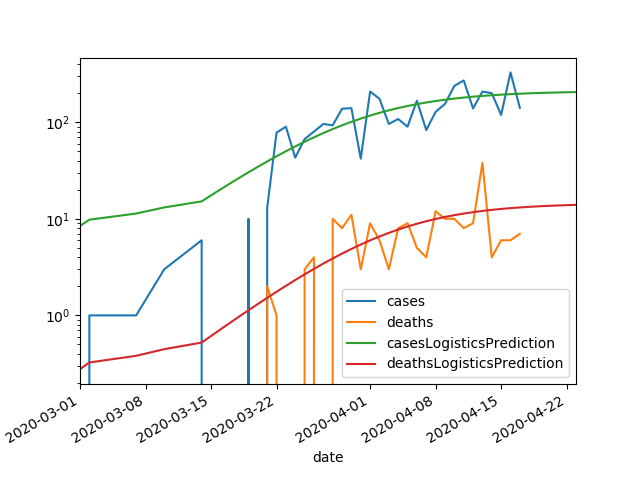 10²
10¹
10⁰
cases
deaths
casesLogisticsPrediction
deathsLogisticsPrediction
2020-03-01
2020-03-08
2020-03-15
2020-03-22
2020-04-01
2020-04-08
2020-04-15
2020-04-22
date